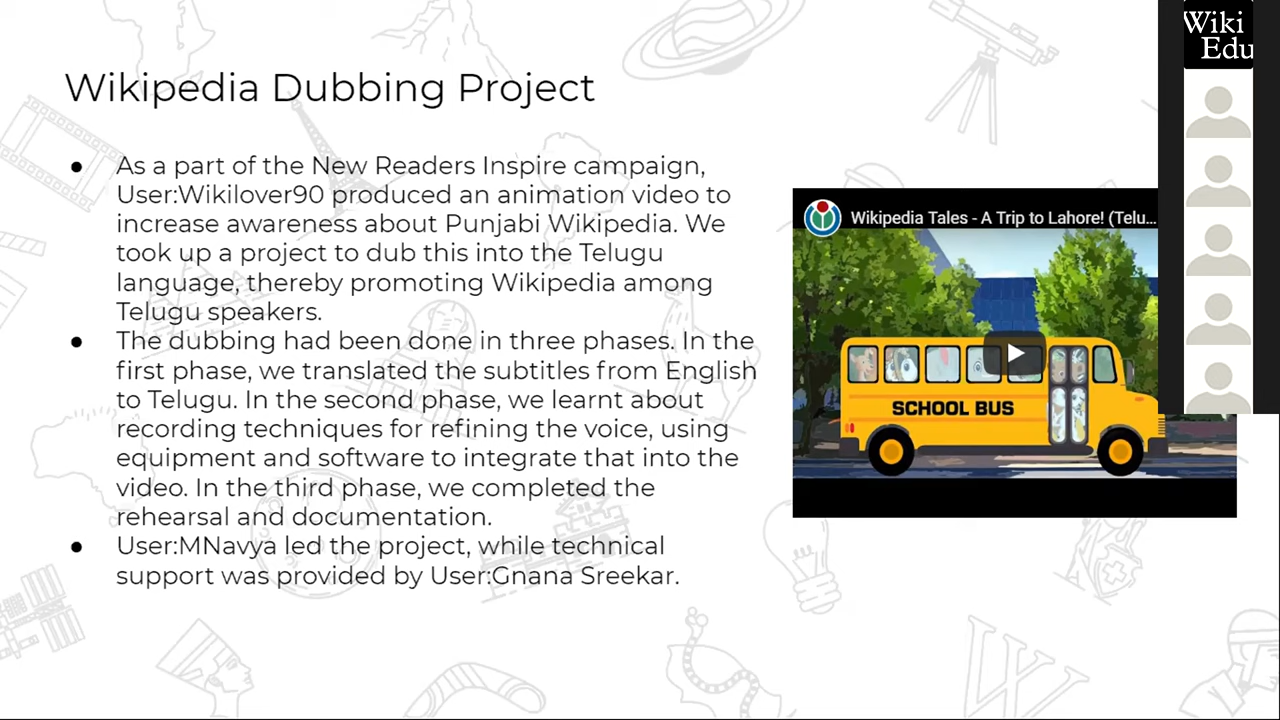 Wikipedia Dubbing Project
● As a part of the New Readers Inspire campaign,
User:Wikilover90 produced an animation video to
increase awareness about Punjabi Wikipedia. We
took up a project to dub this into the Telugu
language, thereby promoting Wikipedia among
Telugu speakers.
● The dubbing had been done in three phases. In the
first phase, we translated the subtitles from English
to Telugu. In the second phase, we learnt about
recording techniques for refining the voice, using
equipment and software to integrate that into the
video. In the third phase, we completed the
rehearsal and documentation.
● User:MNavya led the project, while technical
support was provided by User:Gnana Sreekar.
Wikipedia Tales - A Trip to Lahore! (Telu...
SCHOOL BUS
Wiki
Edu